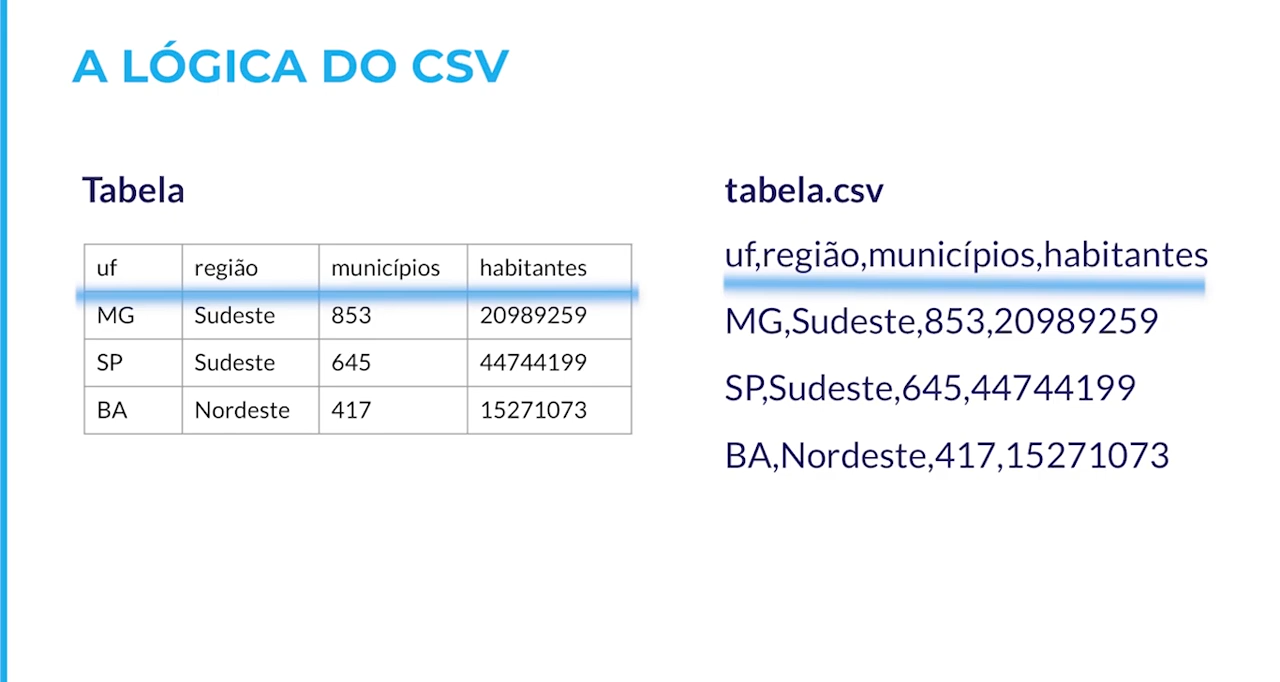 A LÓGICA DO CSV
Tabela
uf região municípios habitantes
MG Sudeste 853 20989259
SP Sudeste 645 44744199
BA Nordeste 417 15271073
tabela.csv
uf,região,municípios,habitantes
MG,Sudeste,853,20989259
SP,Sudeste,645,44744199
BA,Nordeste,417,15271073